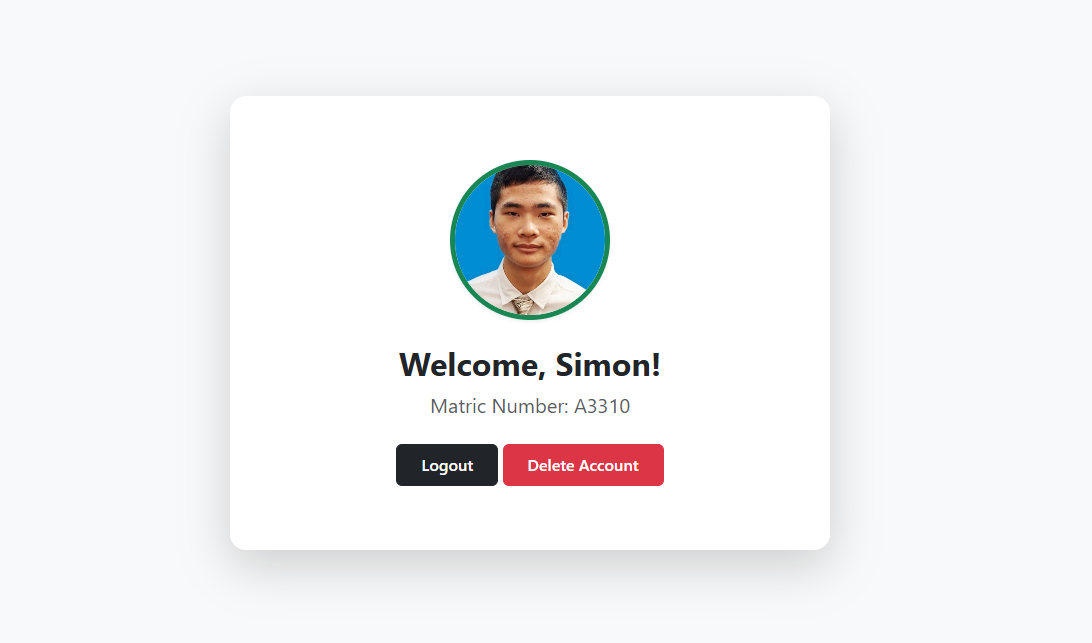 Welcome, Simon!
Matric Number: A3310
Logout Delete Account